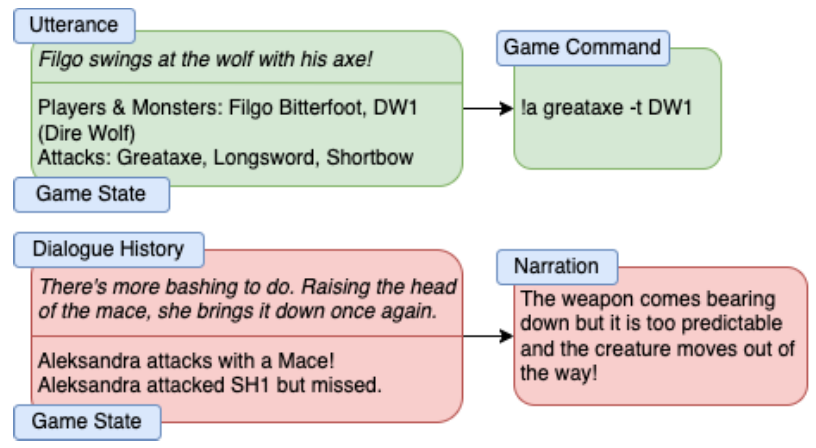 Utterance
Filgo swings at the wolf with his axe!
Players & Monsters: Filgo Bitterfoot, DW1
(Dire Wolf)
Attacks: Greataxe, Longsword, Shortbow
Game State
Game Command
!a greataxe -t DW1
Dialogue History
There's more bashing to do. Raising the head
of the mace, she brings it down once again.
Aleksandra attacks with a Mace!
Aleksandra attacked SH1 but missed.
Game State
Narration
The weapon comes bearing
down but it is too predictable
and the creature moves out of
the way!